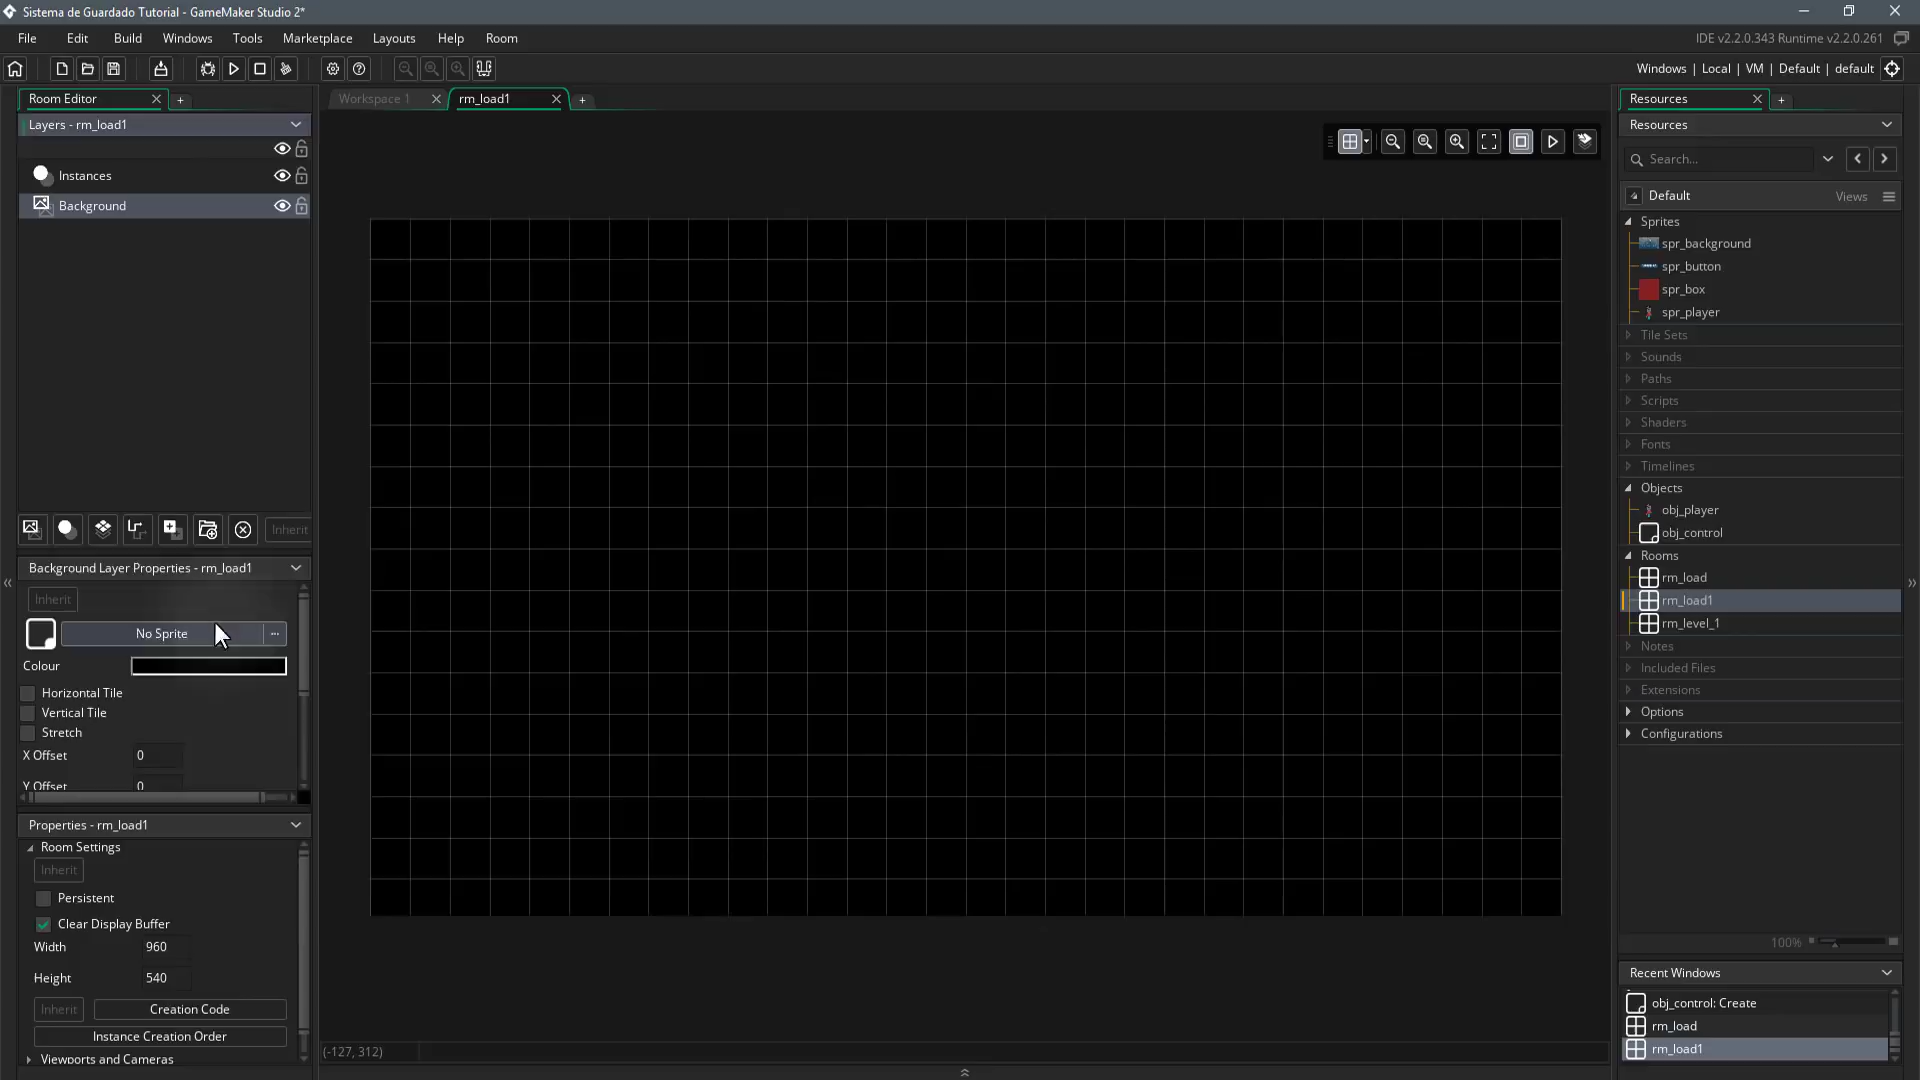 Sistema de Guardado Tutorial - GameMaker Studio 2*
File Edit Build Windows Tools Marketplace Layouts Help Room
IDE v2.2.0.343 Runtime v2.2.0.261
Windows | Local | VM | Default | default
Room Editor
Layers - rm_load1
Instances
Background
Inherit
Background Layer Properties - rm_load1
Inherit
No Sprite
Colour
Horizontal Tile
Vertical Tile
Stretch
X Offset 0
Y Offset 0
Properties - rm_load1
Room Settings
Inherit
Persistent
Clear Display Buffer
Width 960
Height 540
Inherit Creation Code
Instance Creation Order
Viewports and Cameras
Workspace 1 rm_load1
(-127, 312)
Resources
Resources
Search...
Default Views
Sprites
spr_background
spr_button
spr_box
spr_player
Tile Sets
Sounds
Paths
Scripts
Shaders
Fonts
Timelines
Objects
obj_player
obj_control
Rooms
rm_load
rm_load1
rm_level_1
Notes
Included Files
Extensions
Options
Configurations
100%
Recent Windows
obj_control: Create
rm_load
rm_load1